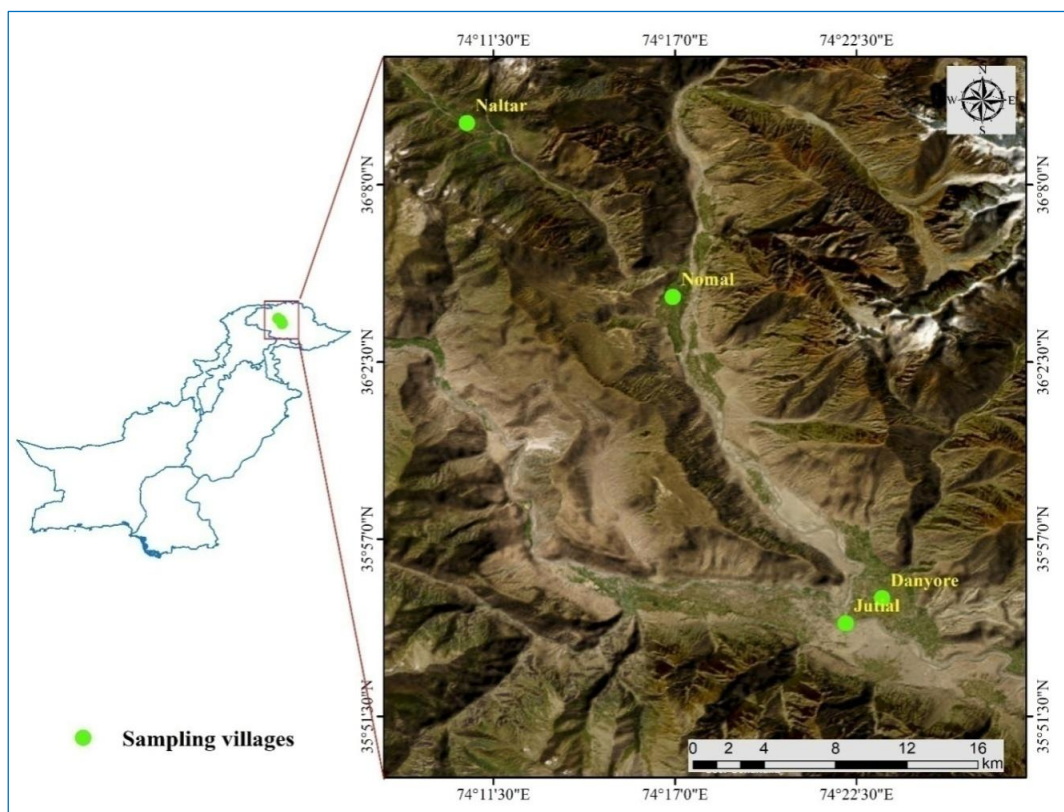 74°11'30"E 74°17'0"E 74°22'30"E
N
W E
S
Naltar
36°8'0"N 36°8'0"N
Nomal
36°2'30"N 36°2'30"N
35°57'0"N 35°57'0"N
Danyore
Jutial
35°51'30"N 35°51'30"N
Sampling villages
0 2 4 8 12 16
km
74°11'30"E 74°17'0"E 74°22'30"E